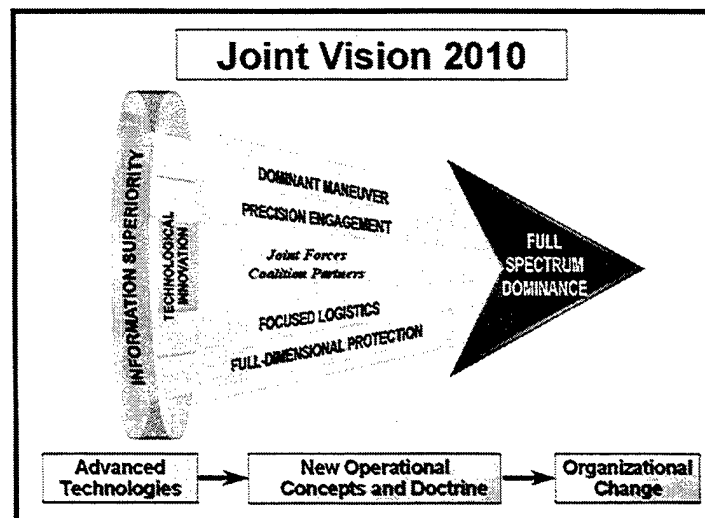 Joint Vision 2010
INFORMATION SUPERIORITY
TECHNOLOGICAL
INNOVATION
DOMINANT MANEUVER
PRECISION ENGAGEMENT
Joint Forces
Coalition Partners
FOCUSED LOGISTICS
FULL-DIMENSIONAL PROTECTION
FULL
SPECTRUM
DOMINANCE
Advanced
Technologies
New Operational
Concepts and Doctrine
Organizational
Change